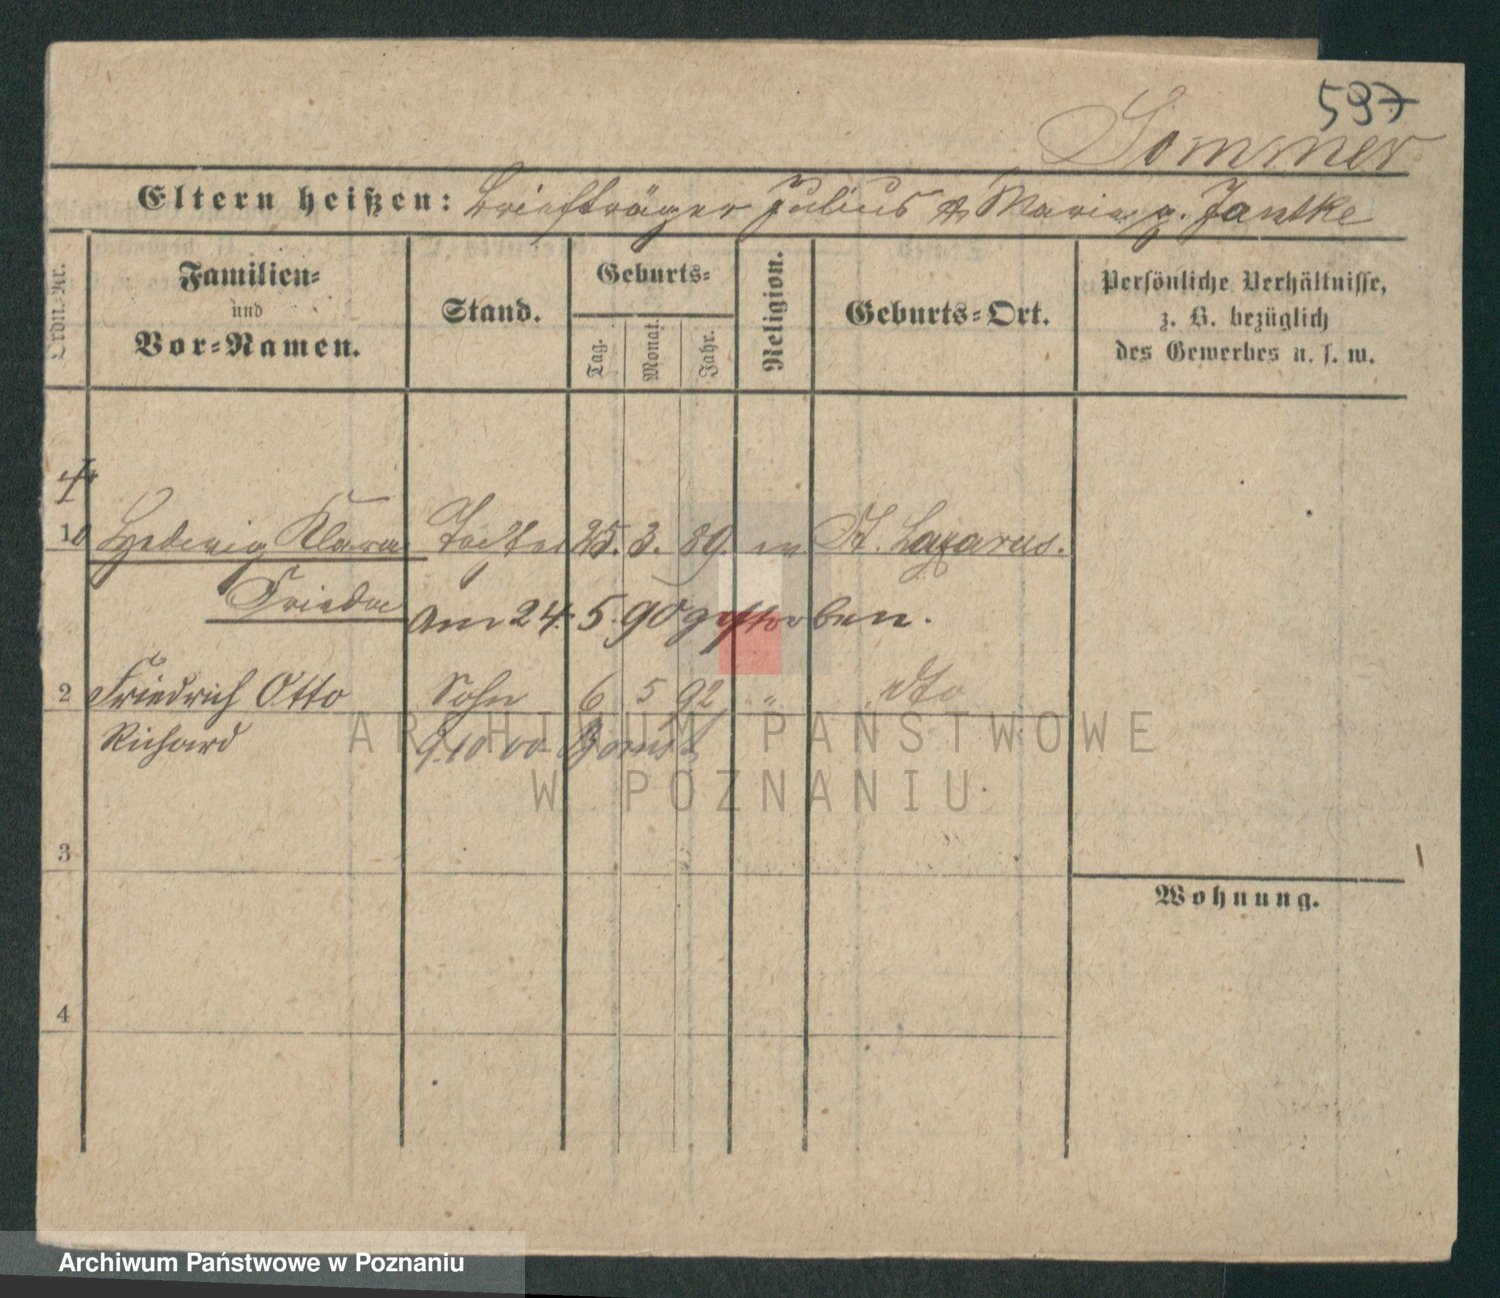 597
Sommer
Eltern heißen: Briefträger Julius & Marie g. Jantke
Ordn.-Nr.
Familien-
und
Vor-Namen.
Stand.
Geburts-
Tag.
Monat.
Jahr.
Religion.
Geburts-Ort.
Persönliche Verhältnisse,
z. B. bezüglich
des Gewerbes u. s. w.
1 Hedwig Klara Tochter 25. 3. 89. ev St. Lazarus.
Frieda
am 24. 5. 90 gestorben.
2 Friedrich Otto Sohn 6 5 92 " dto
Richard
Bomst
3
4
Wohnung.
ARCHIWUM PAŃSTWOWE
W POZNANIU
Archiwum Państwowe w Poznaniu